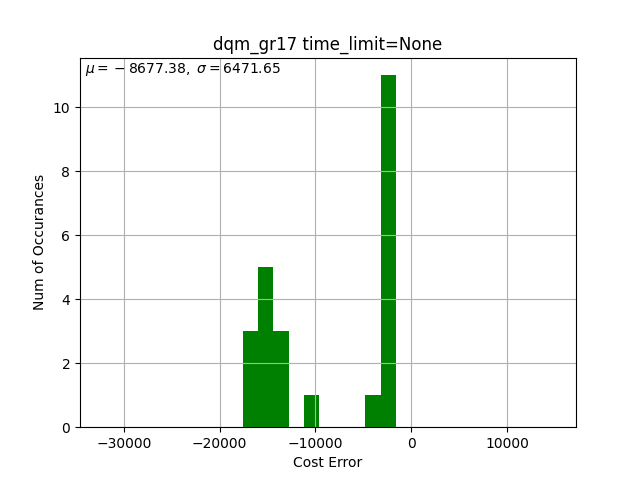 dqm_gr17 time_limit=None
μ = −8677.38, σ = 6471.65
Num of Occurances
10
8
6
4
2
0
−30000 −20000 −10000 0 10000
Cost Error